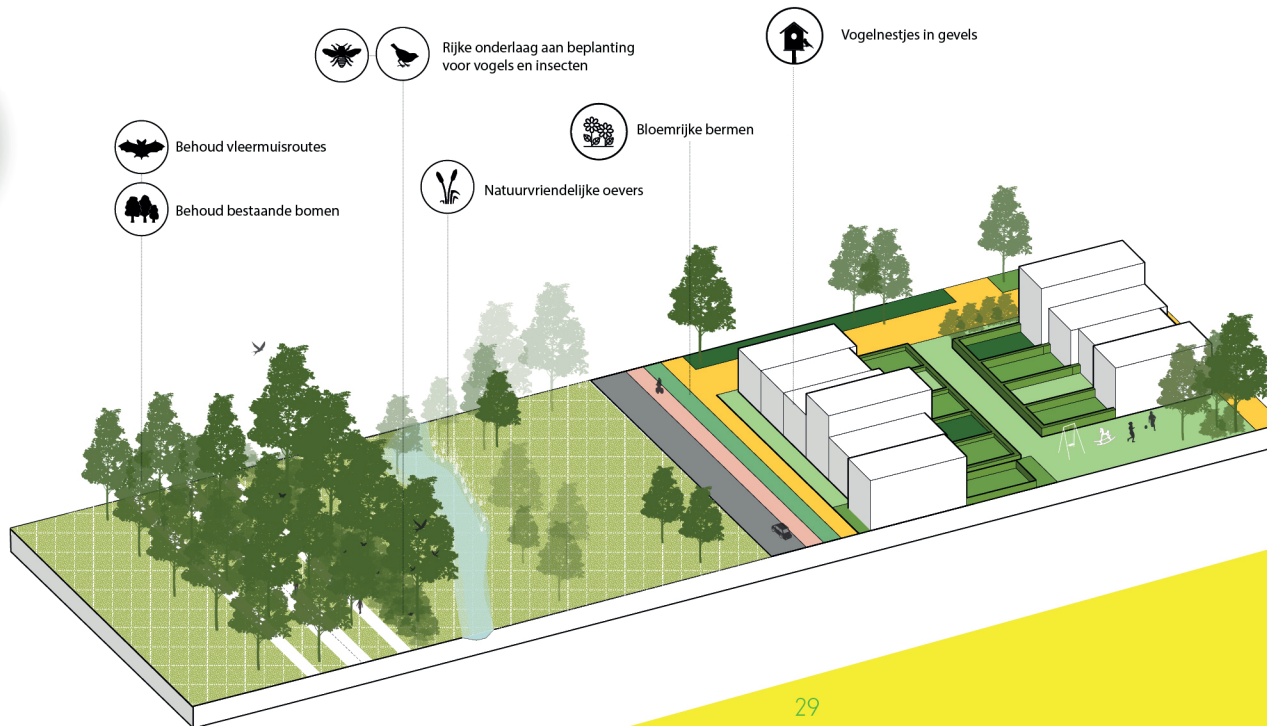 Vogelnestjes in gevels
Rijke onderlaag aan beplanting
voor vogels en insecten
Bloemrijke bermen
Behoud vleermuisroutes
Natuurvriendelijke oevers
Behoud bestaande bomen
29